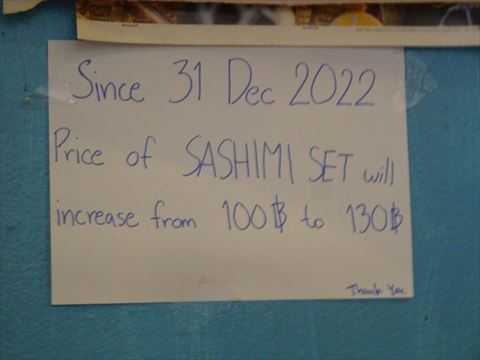 Since 31 Dec 2022
Price of SASHIMI SET will
increase from 100฿ to 130฿
Thank You